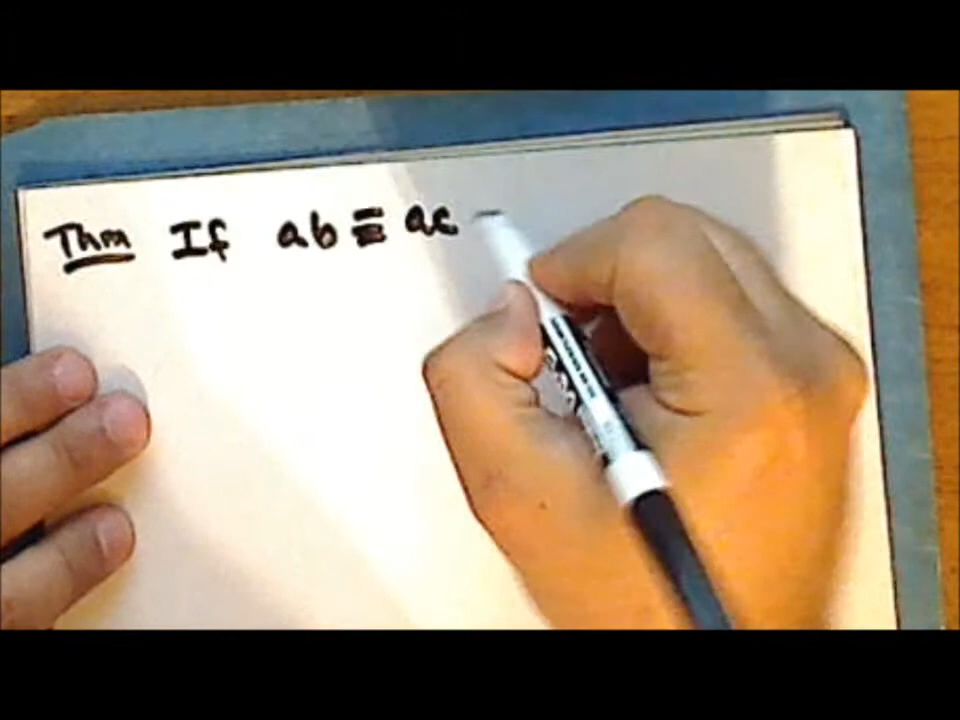 Thm If ab ≡ ac